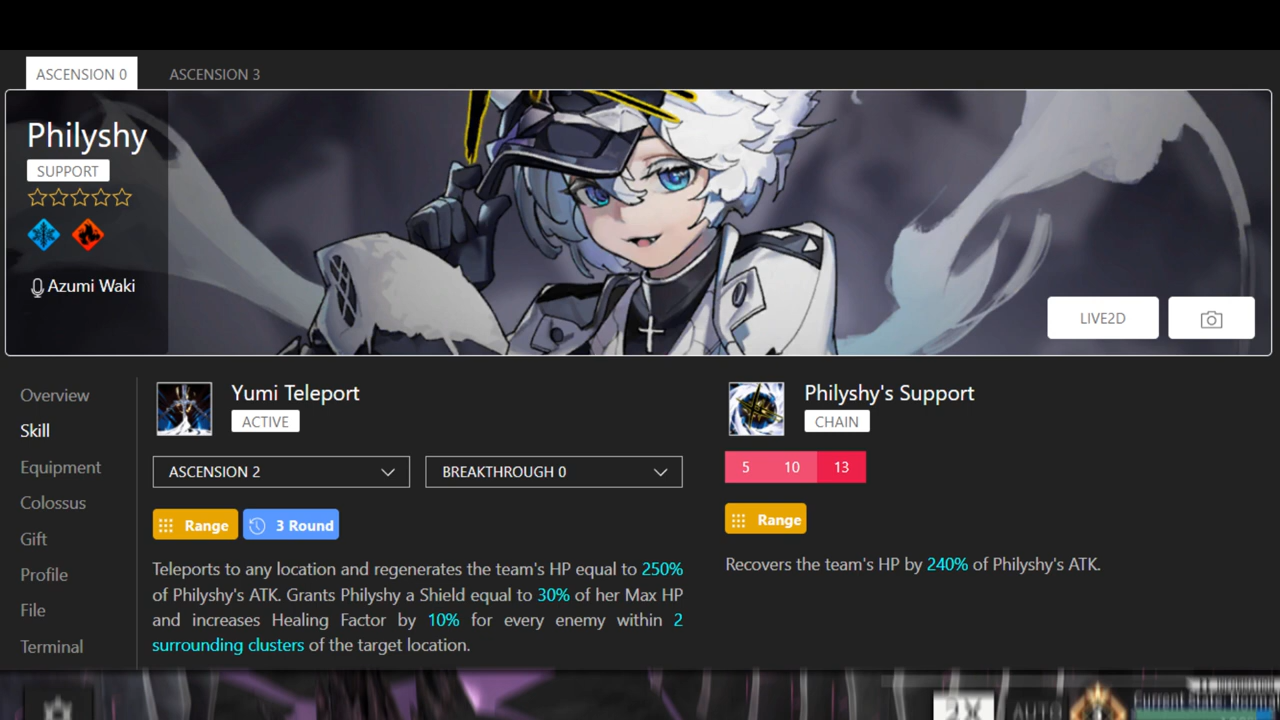 ASCENSION 0 ASCENSION 3
Philyshy
SUPPORT
Azumi Waki
LIVE2D
Overview
Skill
Equipment
Colossus
Gift
Profile
File
Terminal
Yumi Teleport
ACTIVE
ASCENSION 2 BREAKTHROUGH 0
Range 3 Round
Teleports to any location and regenerates the team's HP equal to 250%
of Philyshy's ATK. Grants Philyshy a Shield equal to 30% of her Max HP
and increases Healing Factor by 10% for every enemy within 2
surrounding clusters of the target location.
Philyshy's Support
CHAIN
5 10 13
Range
Recovers the team's HP by 240% of Philyshy's ATK.
2X AUTO
Current State: